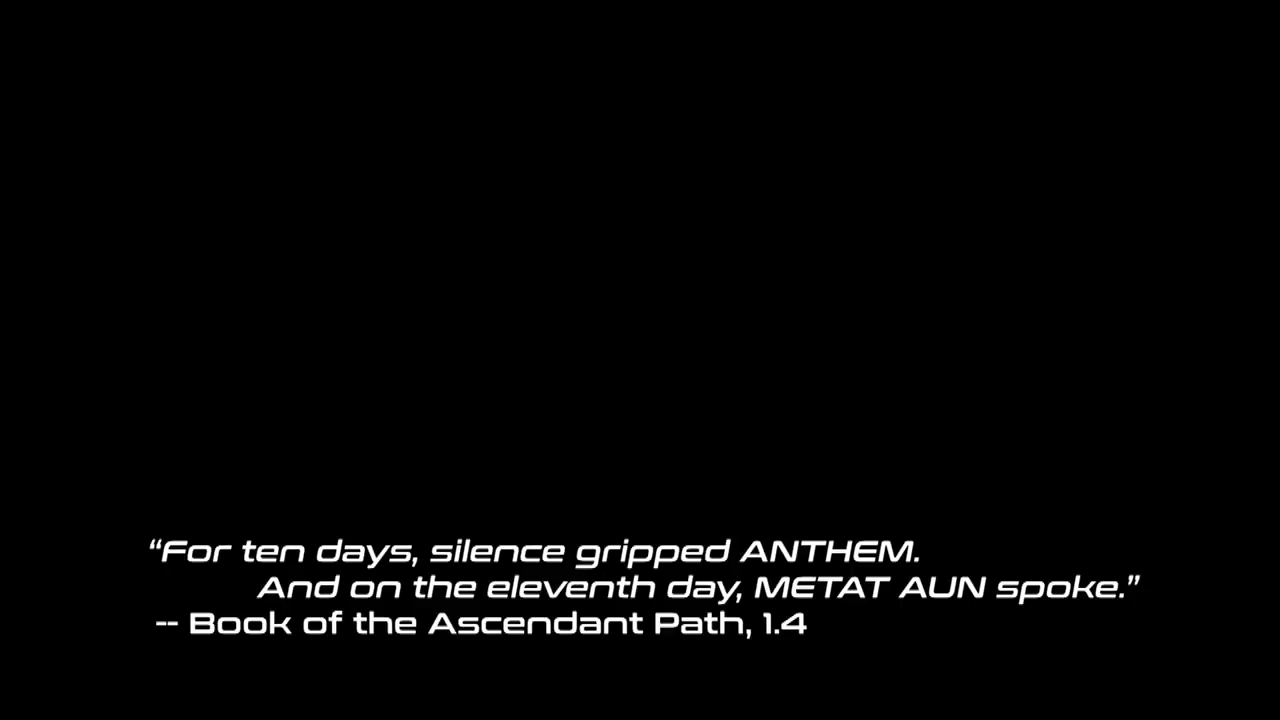 “For ten days, silence gripped ANTHEM.
And on the eleventh day, METAT AUN spoke.”
-- Book of the Ascendant Path, 1.4